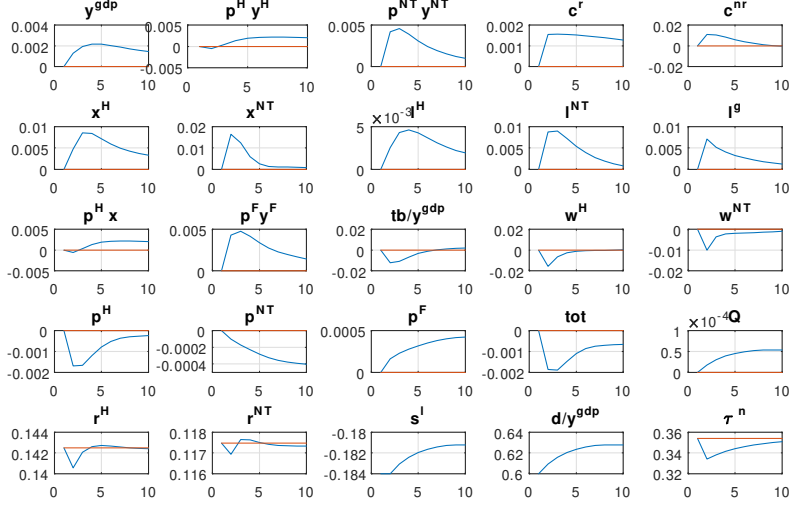 y^gdp p^H y^H p^NT y^NT c^r c^nr
0.004 0.005 0.005 0.002 0.02
0.002 0 0.001 0
0 -0.005 0 0 -0.02
0 5 10 0 5 10 0 5 10 0 5 10 0 5 10
x^H x^NT ×10^-3 l^H l^NT l^g
0.01 0.02 5 0.01 0.01
0.005 0.01 0.005 0.005
0 0 0 0 0
0 5 10 0 5 10 0 5 10 0 5 10 0 5 10
p^H x p^F y^F tb/y^gdp w^H w^NT
0.005 0.005 0.02 0.02 0
0 0 0 -0.01
-0.005 0 -0.02 -0.02 -0.02
0 5 10 0 5 10 0 5 10 0 5 10 0 5 10
p^H p^NT p^F tot ×10^-4 Q
0 0 0.0005 0 1
-0.001 -0.0002 -0.001 0.5
-0.002 -0.0004 0 -0.002 0
0 5 10 0 5 10 0 5 10 0 5 10 0 5 10
r^H r^NT s^l d/y^gdp τ^n
0.144 0.118 -0.18 0.64 0.36
0.142 0.117 -0.182 0.62 0.34
0.14 0.116 -0.184 0.6 0.32
0 5 10 0 5 10 0 5 10 0 5 10 0 5 10